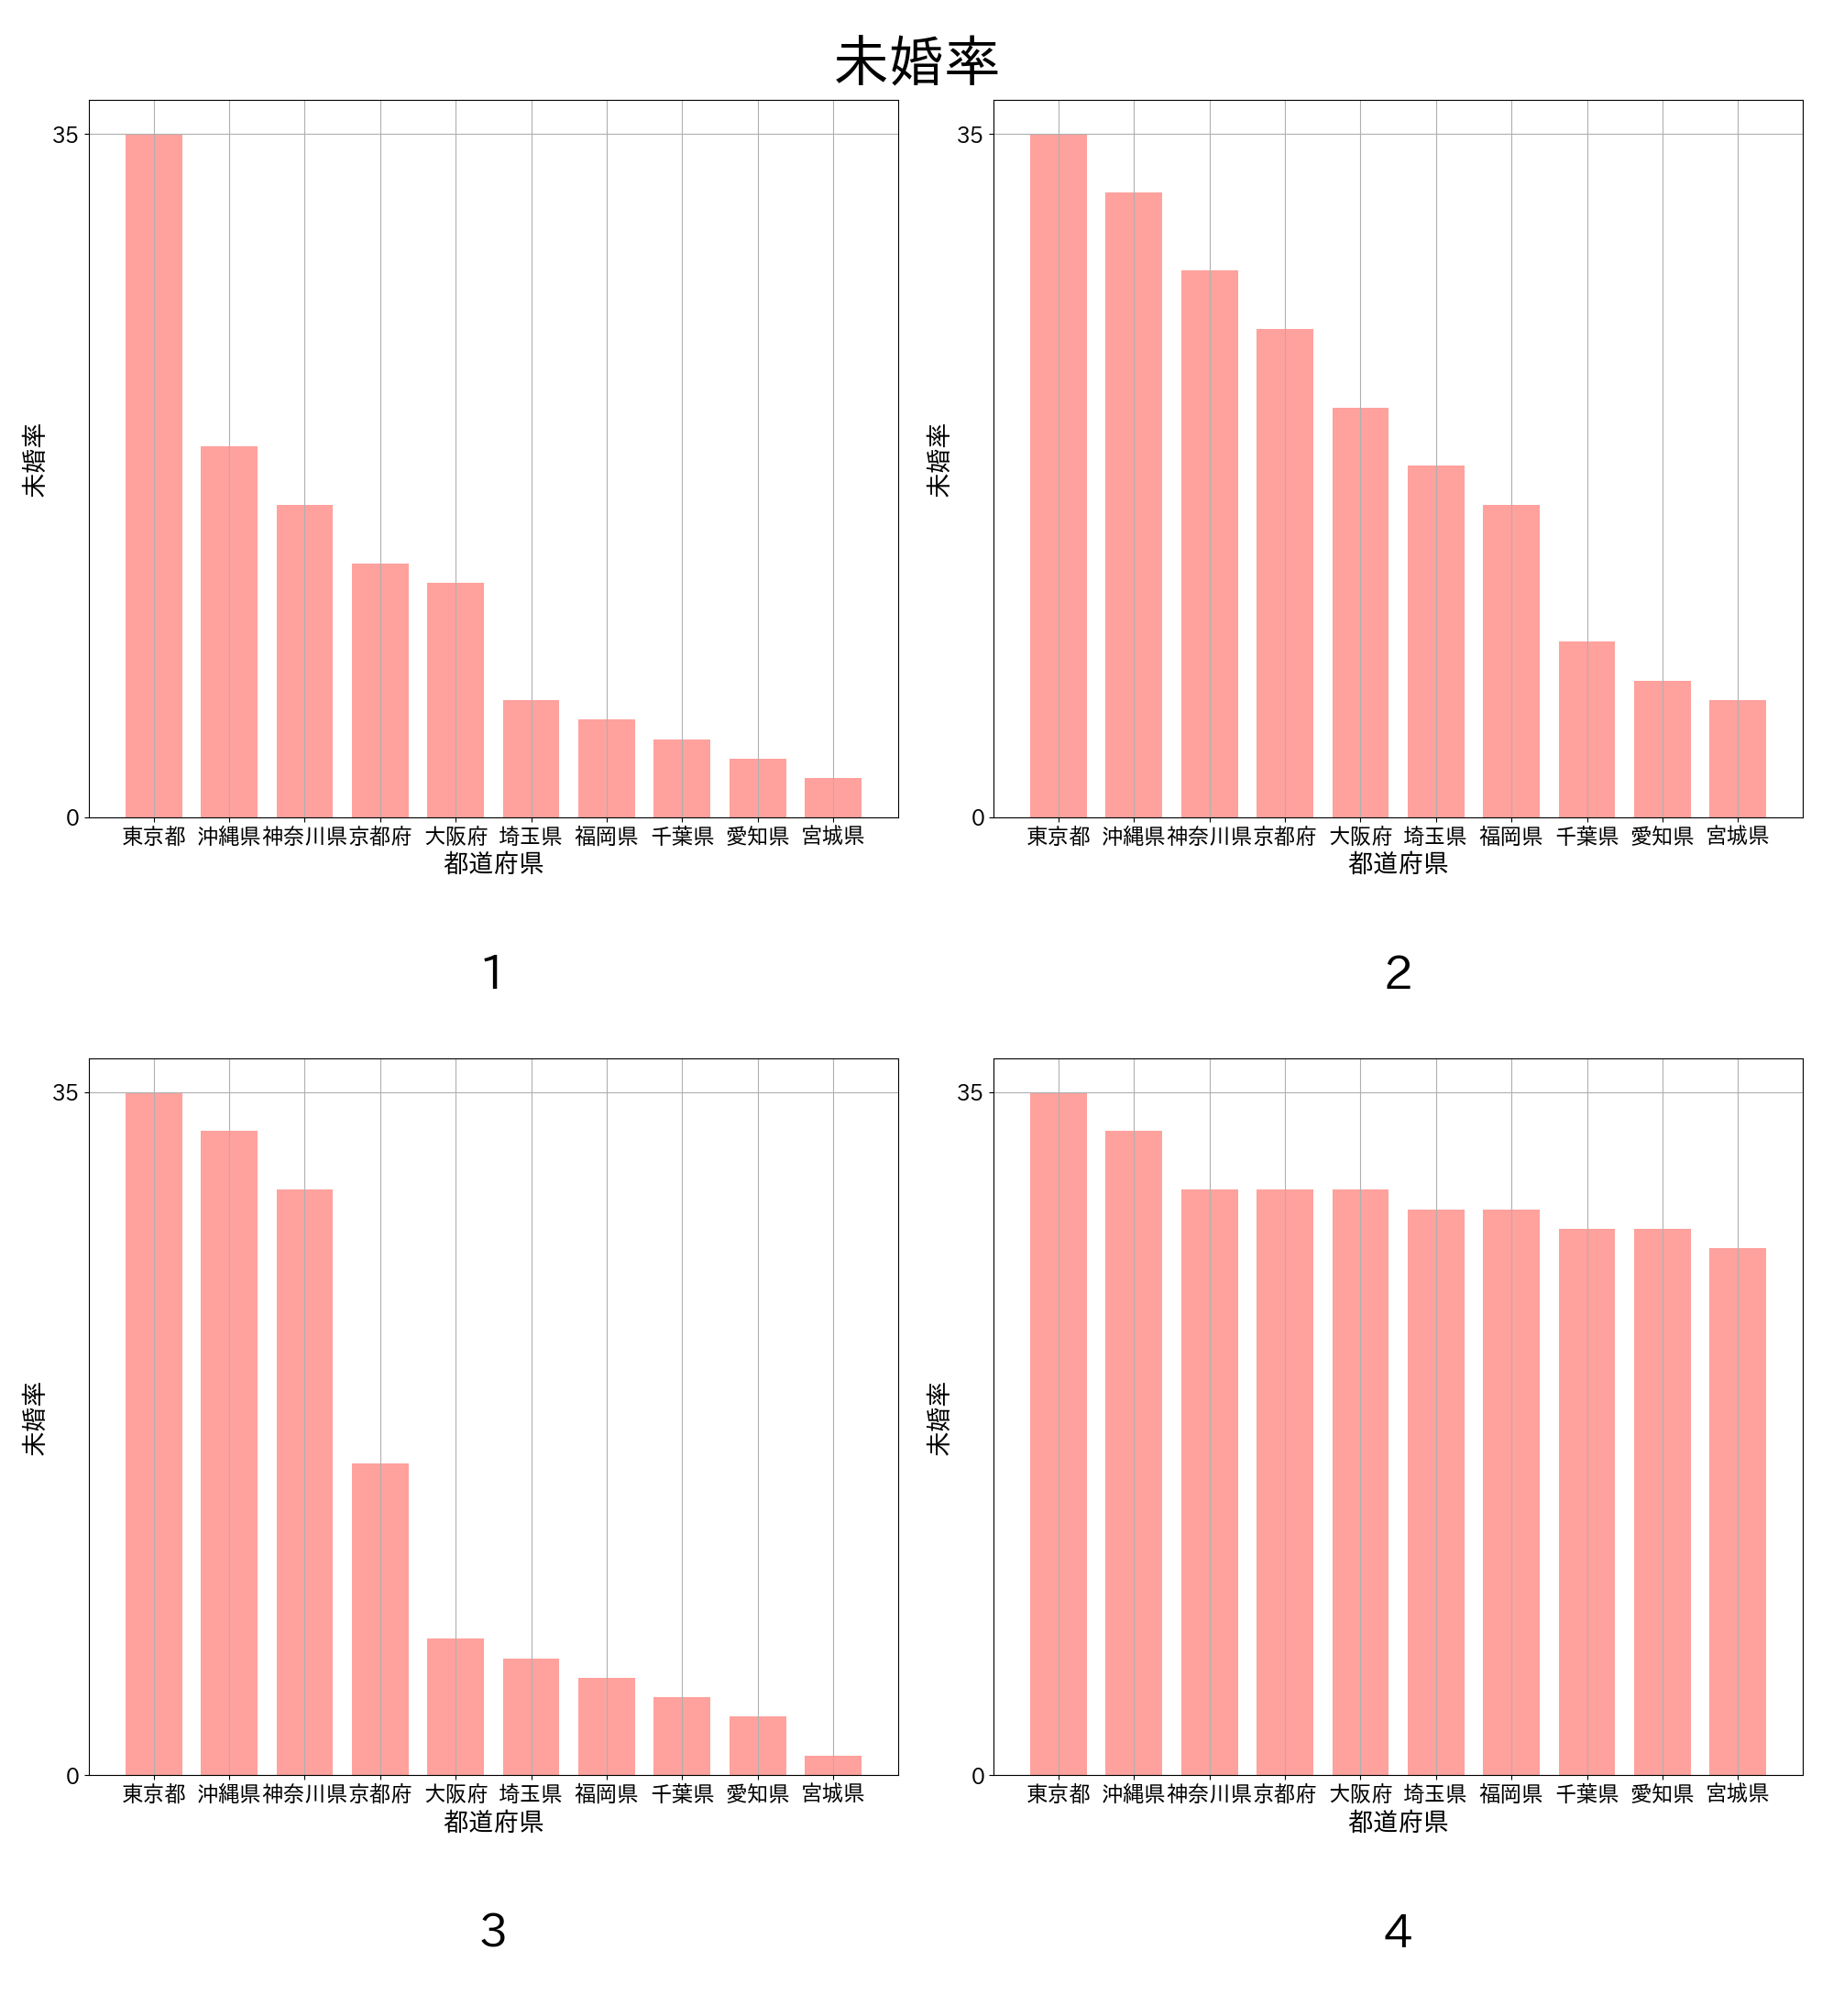 未婚率
35
0
未婚率
東京都 沖縄県 神奈川県 京都府 大阪府 埼玉県 福岡県 千葉県 愛知県 宮城県
都道府県
1
35
0
未婚率
東京都 沖縄県 神奈川県 京都府 大阪府 埼玉県 福岡県 千葉県 愛知県 宮城県
都道府県
2
35
0
未婚率
東京都 沖縄県 神奈川県 京都府 大阪府 埼玉県 福岡県 千葉県 愛知県 宮城県
都道府県
3
35
0
未婚率
東京都 沖縄県 神奈川県 京都府 大阪府 埼玉県 福岡県 千葉県 愛知県 宮城県
都道府県
4